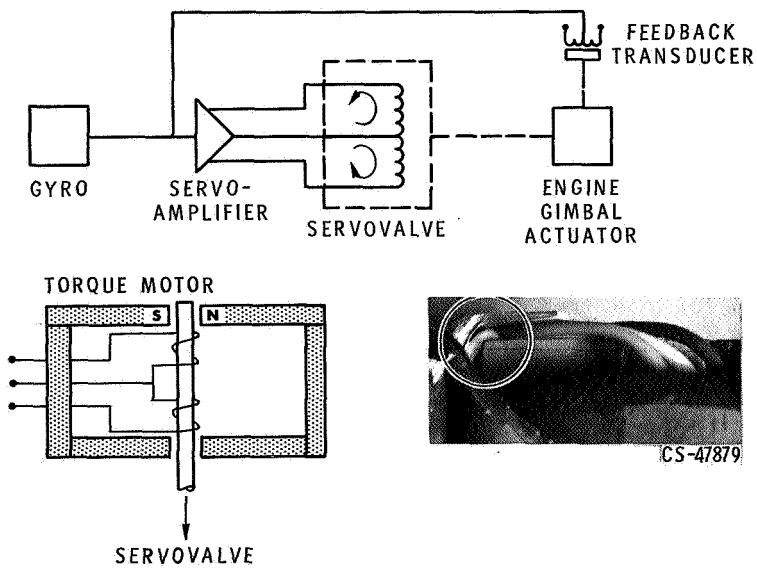 FEEDBACK
TRANSDUCER
GYRO
SERVO-
AMPLIFIER
SERVOVALVE
ENGINE
GIMBAL
ACTUATOR
TORQUE MOTOR
S N
SERVOVALVE
CS-47879